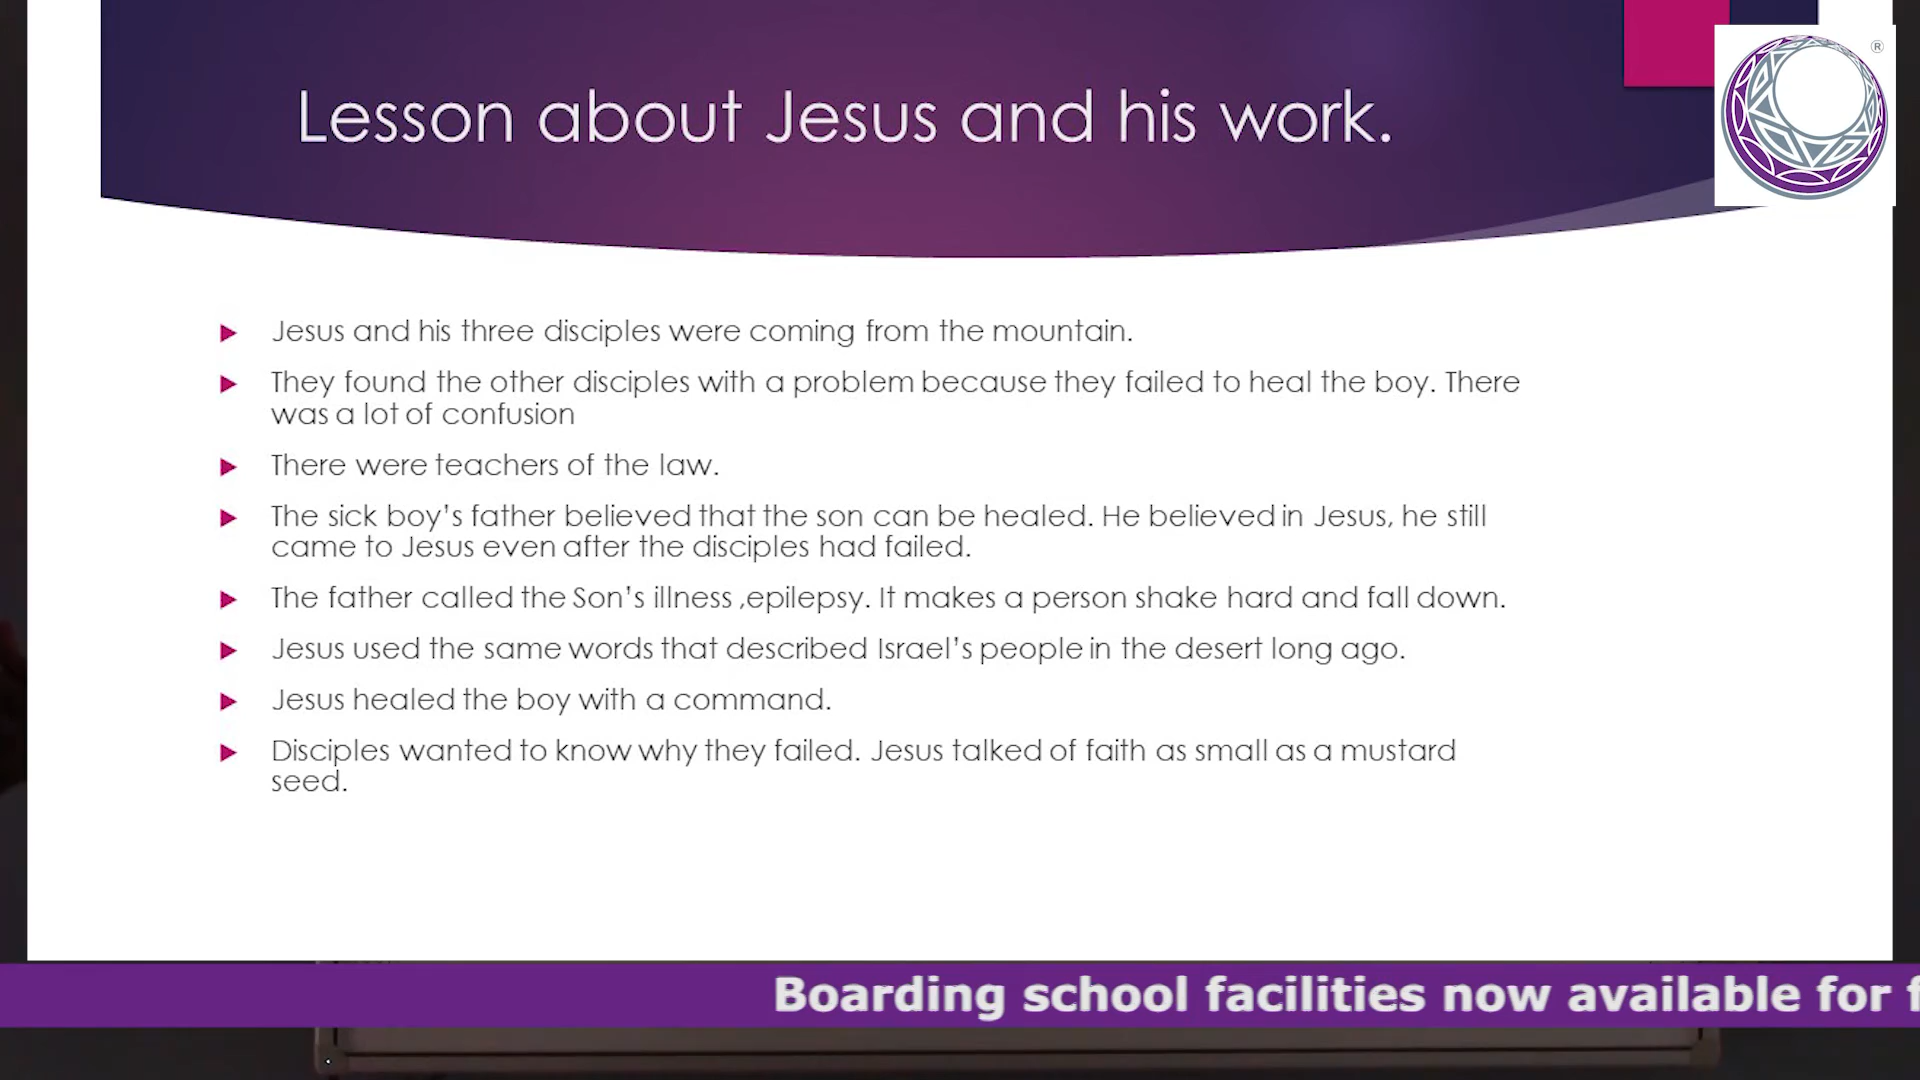 Lesson about Jesus and his work.
®
Jesus and his three disciples were coming from the mountain.
They found the other disciples with a problem because they failed to heal the boy. There
was a lot of confusion
There were teachers of the law.
The sick boy's father believed that the son can be healed. He believed in Jesus, he still
came to Jesus even after the disciples had failed.
The father called the Son's illness ,epilepsy. It makes a person shake hard and fall down.
Jesus used the same words that described Israel's people in the desert long ago.
Jesus healed the boy with a command.
Disciples wanted to know why they failed. Jesus talked of faith as small as a mustard
seed.
Boarding school facilities now available for